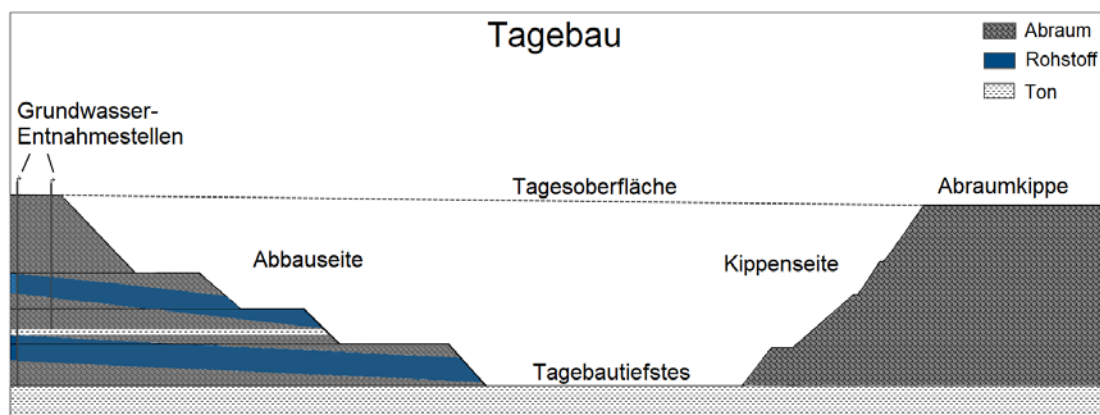 Tagebau
Abraum
Rohstoff
Ton
Grundwasser-
Entnahmestellen
Tagesoberfläche
Abraumkippe
Abbauseite
Kippenseite
Tagebautiefstes